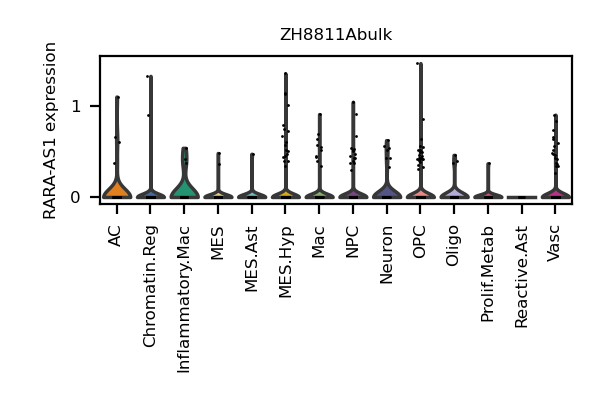 ZH8811Abulk
RARA-AS1 expression
1
0
AC
Chromatin.Reg
Inflammatory.Mac
MES
MES.Ast
MES.Hyp
Mac
NPC
Neuron
OPC
Oligo
Prolif.Metab
Reactive.Ast
Vasc